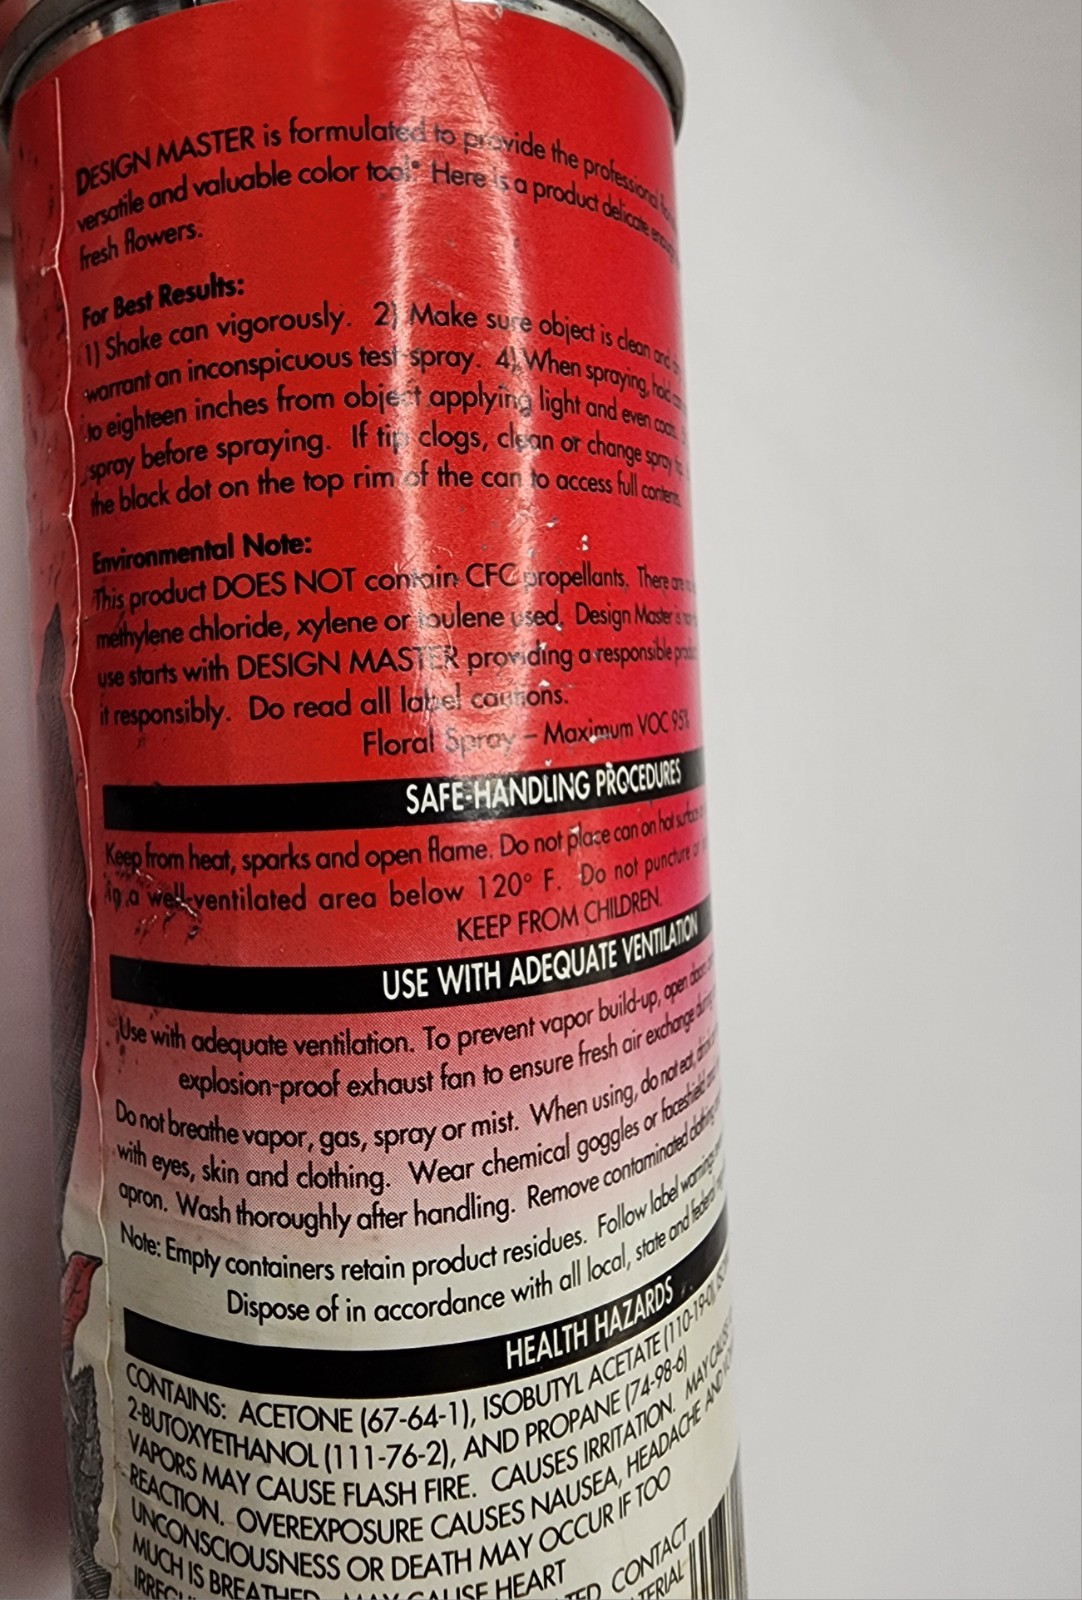 DESIGN MASTER is formulated to provide the professional
versatile and valuable color tool. Here is a product delicate enough
fresh flowers.
For Best Results:
1) Shake can vigorously. 2) Make sure object is clean and
warrant an inconspicuous test spray. 4) When spraying, hold can
to eighteen inches from object applying light and even coats.
spray before spraying. If tip clogs, clean or change spray
the black dot on the top rim of the can to access full contents.
Environmental Note:
This product DOES NOT contain CFC propellants. There are
methylene chloride, xylene or toulene used. Design Master is
use starts with DESIGN MASTER providing a responsible
it responsibly. Do read all label cautions.
Floral Spray – Maximum VOC 95%
SAFE-HANDLING PROCEDURES
Keep from heat, sparks and open flame. Do not place can on hot surface
in a well-ventilated area below 120° F. Do not puncture or
KEEP FROM CHILDREN.
USE WITH ADEQUATE VENTILATION
Use with adequate ventilation. To prevent vapor build-up, open doors
explosion-proof exhaust fan to ensure fresh air exchange during
Do not breathe vapor, gas, spray or mist. When using, do not eat, drink
with eyes, skin and clothing. Wear chemical goggles or faceshield
apron. Wash thoroughly after handling. Remove contaminated clothing
Note: Empty containers retain product residues. Follow label warnings
Dispose of in accordance with all local, state and federal
HEALTH HAZARDS
CONTAINS: ACETONE (67-64-1), ISOBUTYL ACETATE (110-19-0),
2-BUTOXYETHANOL (111-76-2), AND PROPANE (74-98-6)
VAPORS MAY CAUSE FLASH FIRE. CAUSES IRRITATION. MAY CAUSE
REACTION. OVEREXPOSURE CAUSES NAUSEA, HEADACHE AND
UNCONSCIOUSNESS OR DEATH MAY OCCUR IF TOO
MUCH IS BREATHED. MAY CAUSE HEART
CONTACT